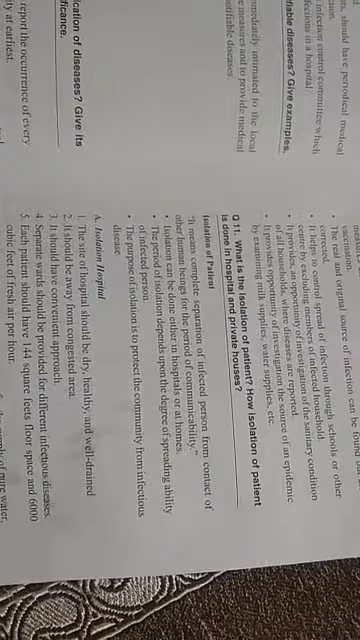 ts, should have periodical medical
infection control committee which
fections in a hospital
fiable diseases? Give examples.
mmediately intimated to the local
e measures and to provide medical
otifiable diseases.
ication of diseases? Give its
ficance.
report the occurrence of every
ty at earliest.
• The real and original source of infection can be found
vaccination.
corrected.
• It helps to control spread of infection through schools or other
centre by excluding members of infected household.
• It provides, an opportunity of investigation of the sanitary condition
of all households, where diseases are reported.
• It provides opportunity of investigation the source of an epidemic
by examining milk supplies, water supplies, etc.
Q 11. What is the Isolation of patient? How Isolation of patient
is done in hospital and private houses?
Isolation of Patient
"It means complete separation of infected person from contact of
other human beings for the period of communicability."
• Isolation can be done either in hospitals or at homes.
• The period of isolation depends upon the degree of spreading ability
of infected person.
• The purpose of isolation is to protect the community from infectious
disease.
A. Isolation Hospital
1. The site of hospital should be dry, healthy, and well-drained
2. It should be away from congested area.
3. It should have convenient approach.
4. Separate wards should be provided for different infectious diseases.
5. Each patient should have 144 square feets floor space and 6000
cubic feet of fresh air per hour.
supply of pure water,